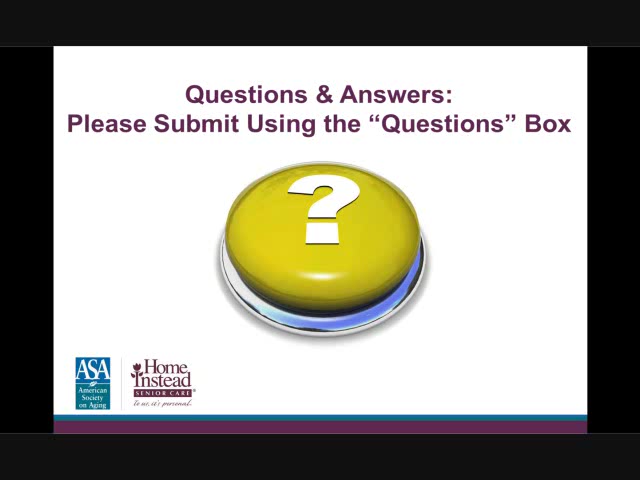 Questions & Answers:
Please Submit Using the “Questions” Box
?
ASA
American
Society
on Aging
Home
Instead
SENIOR CARE®
To us, it's personal.